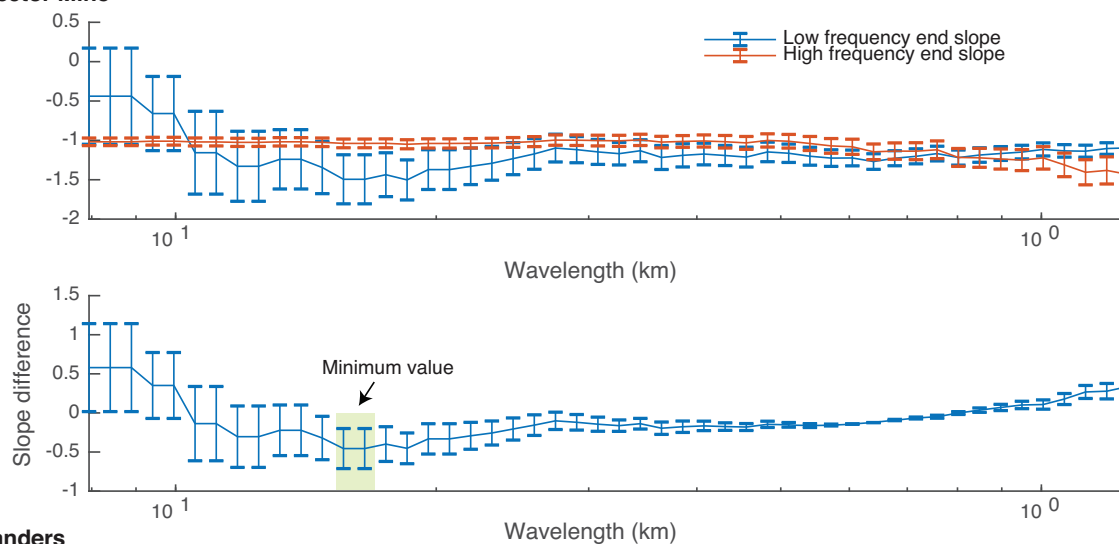 0.5
Low frequency end slope
0
High frequency end slope
-0.5
-1
-1.5
-2
10 1
10 0
Wavelength (km)
1.5
1
Minimum value
0.5
Slope difference
0
-0.5
-1
10 1
10 0
Wavelength (km)